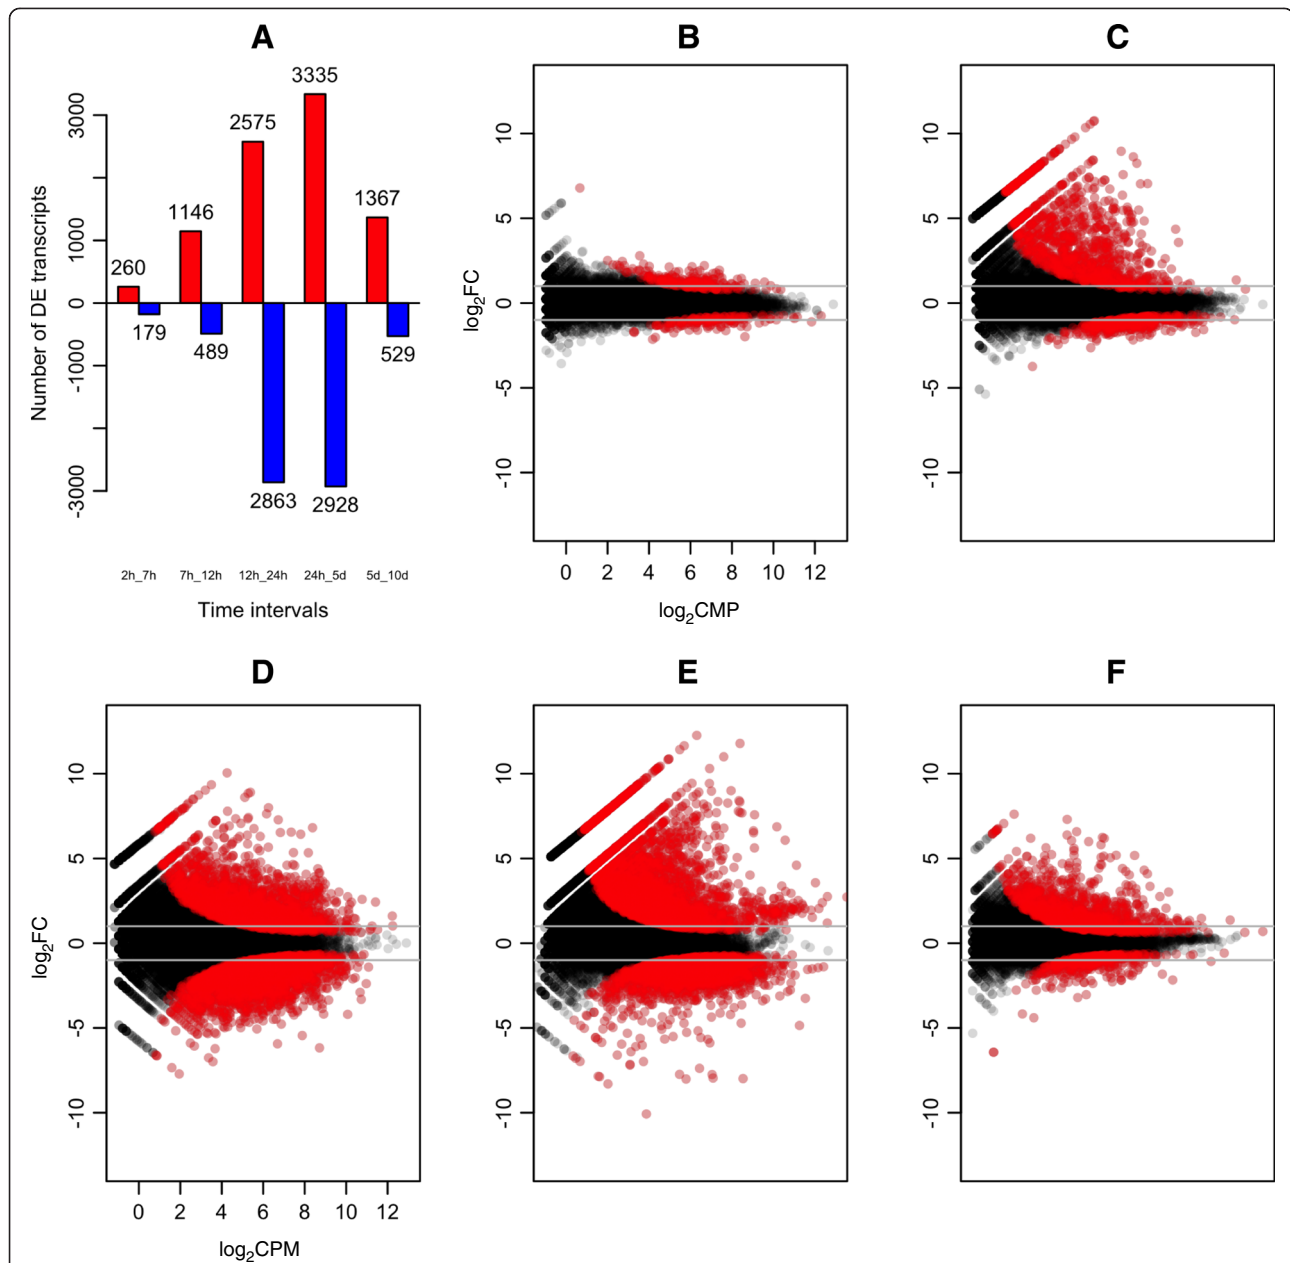 A
Number of DE transcripts
3000
1000
0
-1000
-3000
260
1146
2575
3335
1367
179
489
2863
2928
529
2h_7h 7h_12h 12h_24h 24h_5d 5d_10d
Time intervals
B
log2FC
10
5
0
-5
-10
0 2 4 6 8 10 12
log2CMP
C
10
5
0
-5
-10
D
log2FC
10
5
0
-5
-10
0 2 4 6 8 10 12
log2CPM
E
10
5
0
-5
-10
F
10
5
0
-5
-10